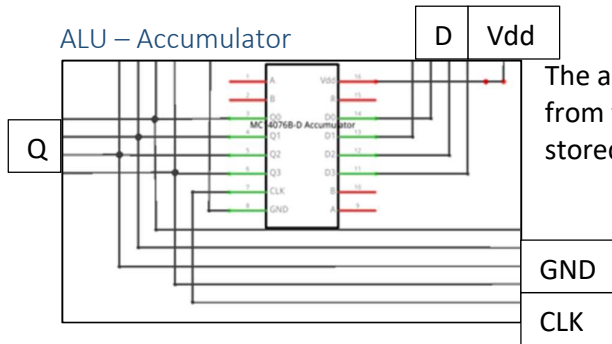 ALU – Accumulator
D Vdd
The a
from
stored
Q
1 A Vdd 16
2 B R 15
3 Q0 D0 14
MC14076B-D Accumulator
4 Q1 D1 13
5 Q2 D2 12
6 Q3 D3 11
7 CLK B 10
8 GND A 9
GND
CLK